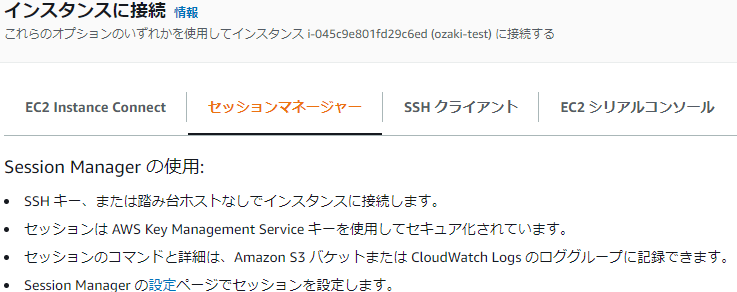 インスタンスに接続 情報
これらのオプションのいずれかを使用してインスタンス i-045c9e801fd29c6ed (ozaki-test) に接続する
EC2 Instance Connect セッションマネージャー SSH クライアント EC2 シリアルコンソール
Session Manager の使用:
• SSH キー、または踏み台ホストなしでインスタンスに接続します。
• セッションは AWS Key Management Service キーを使用してセキュア化されています。
• セッションのコマンドと詳細は、Amazon S3 バケットまたは CloudWatch Logs のロググループに記録できます。
• Session Manager の設定ページでセッションを設定します。